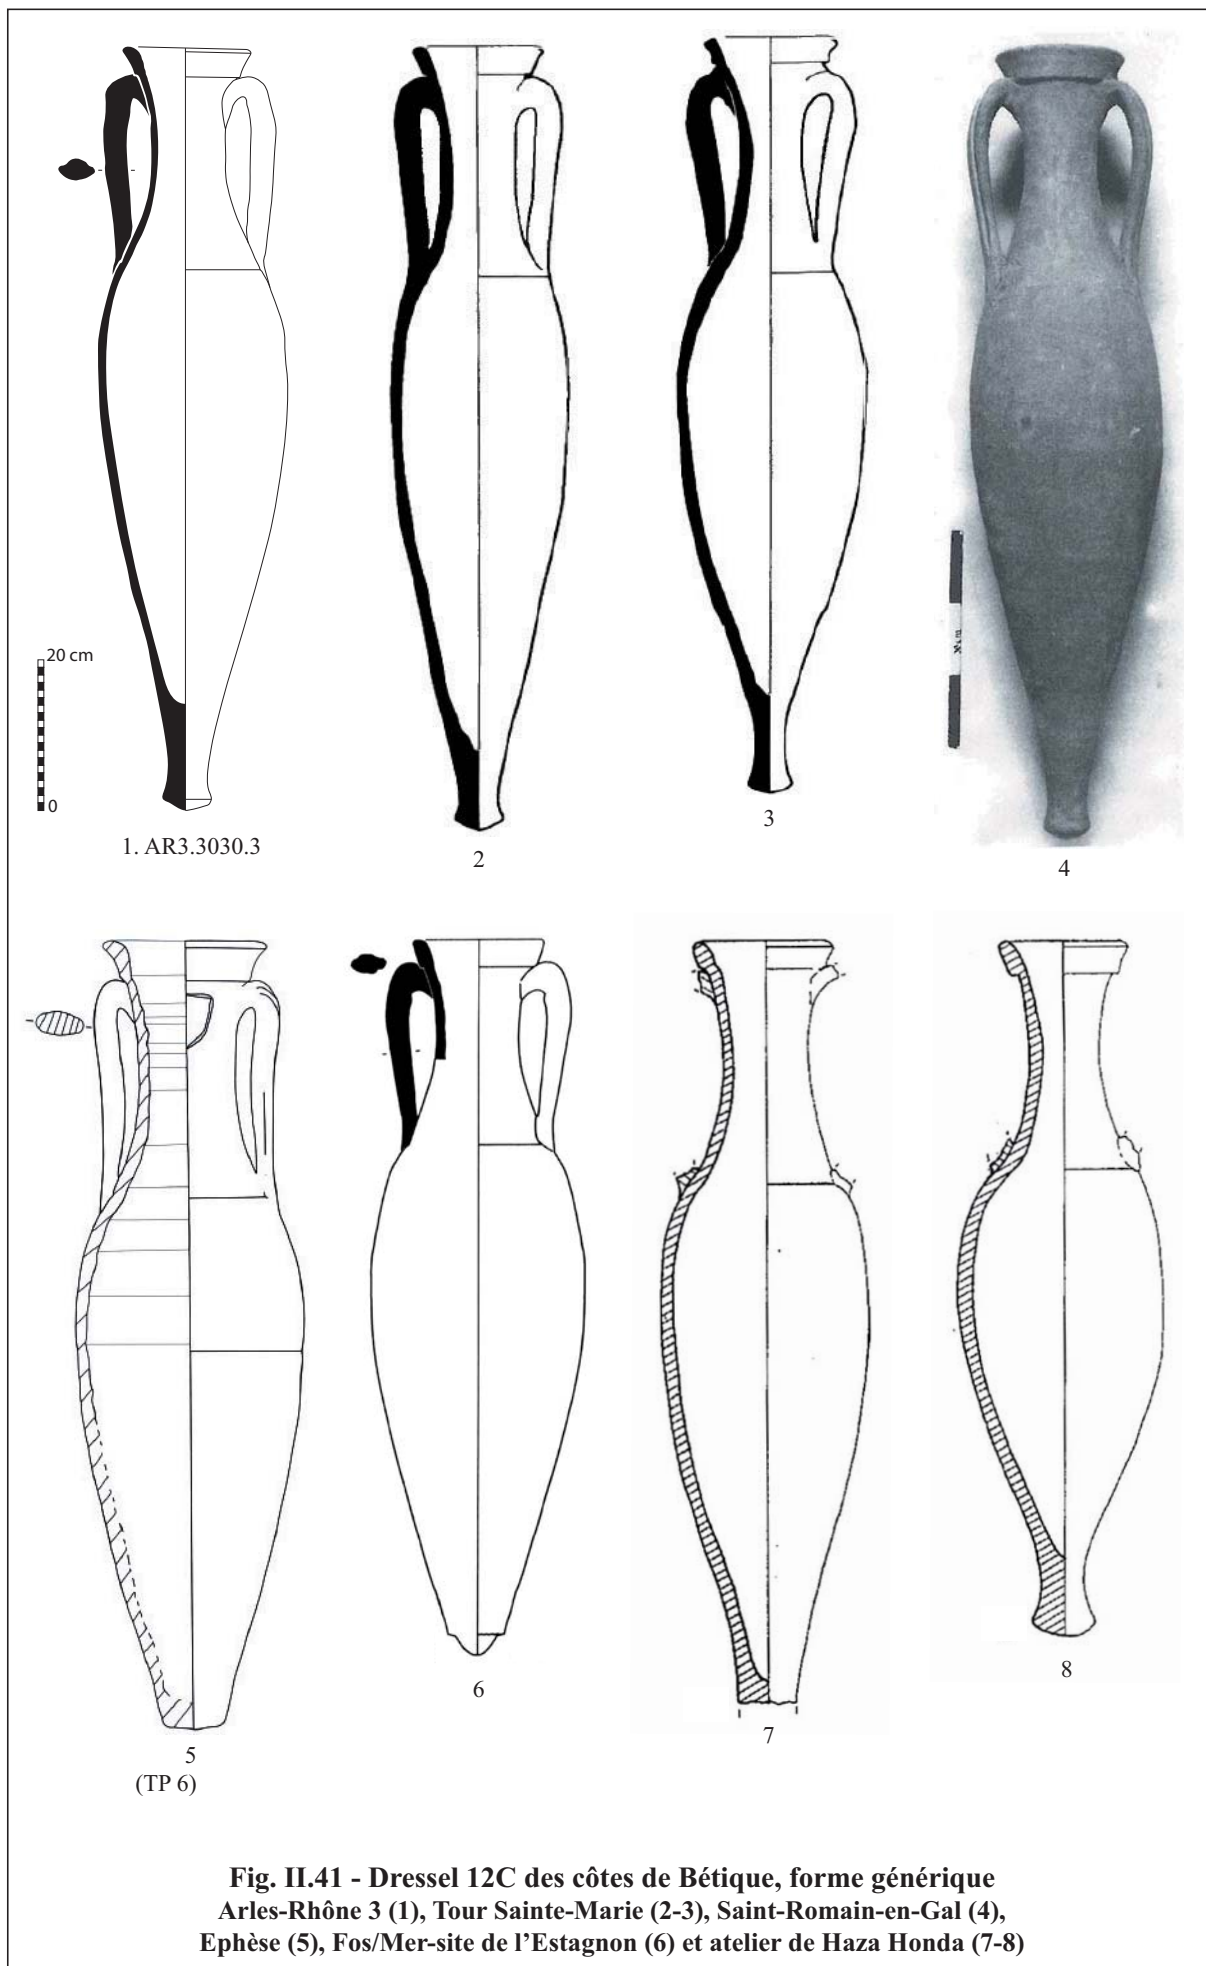 20 cm
0
1. AR3.3030.3
2
3
4
5
(TP 6)
6
7
8
Fig. II.41 - Dressel 12C des côtes de Bétique, forme générique
Arles-Rhône 3 (1), Tour Sainte-Marie (2-3), Saint-Romain-en-Gal (4),
Ephèse (5), Fos/Mer-site de l’Estagnon (6) et atelier de Haza Honda (7-8)